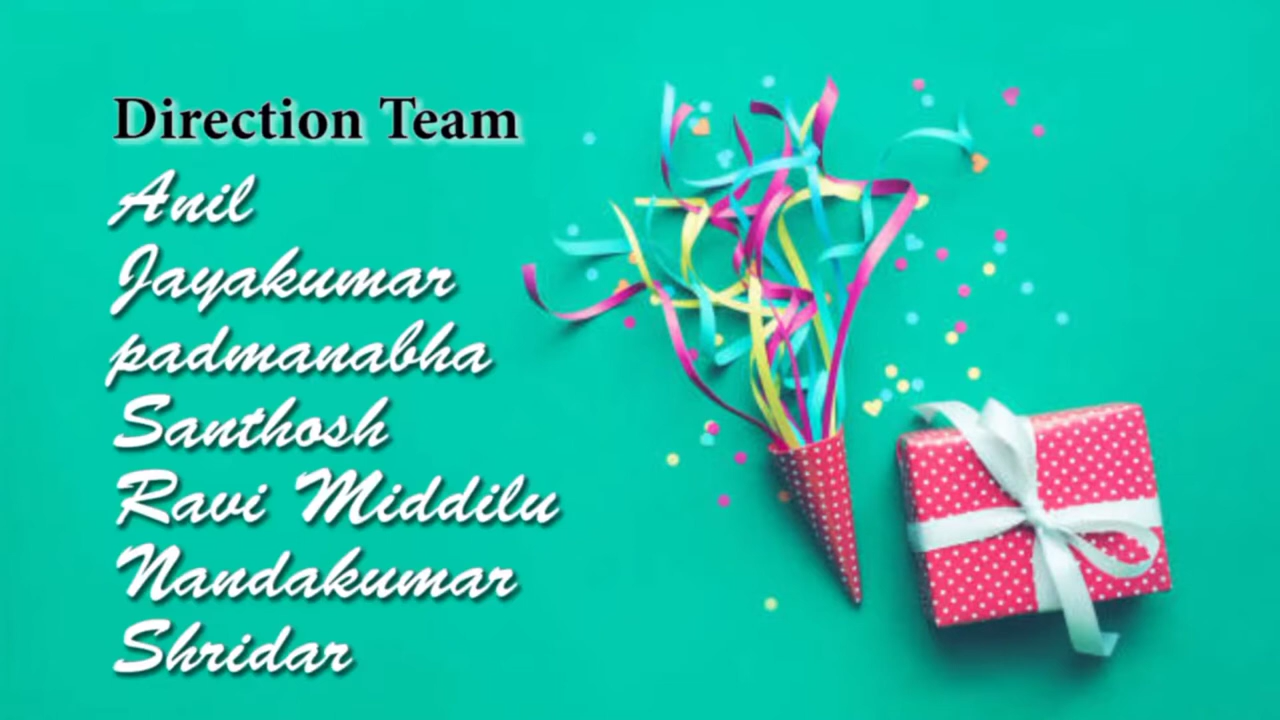 Direction Team
Anil
Jayakumar
padmanabha
Santhosh
Ravi Middilu
Nandakumar
Shridar